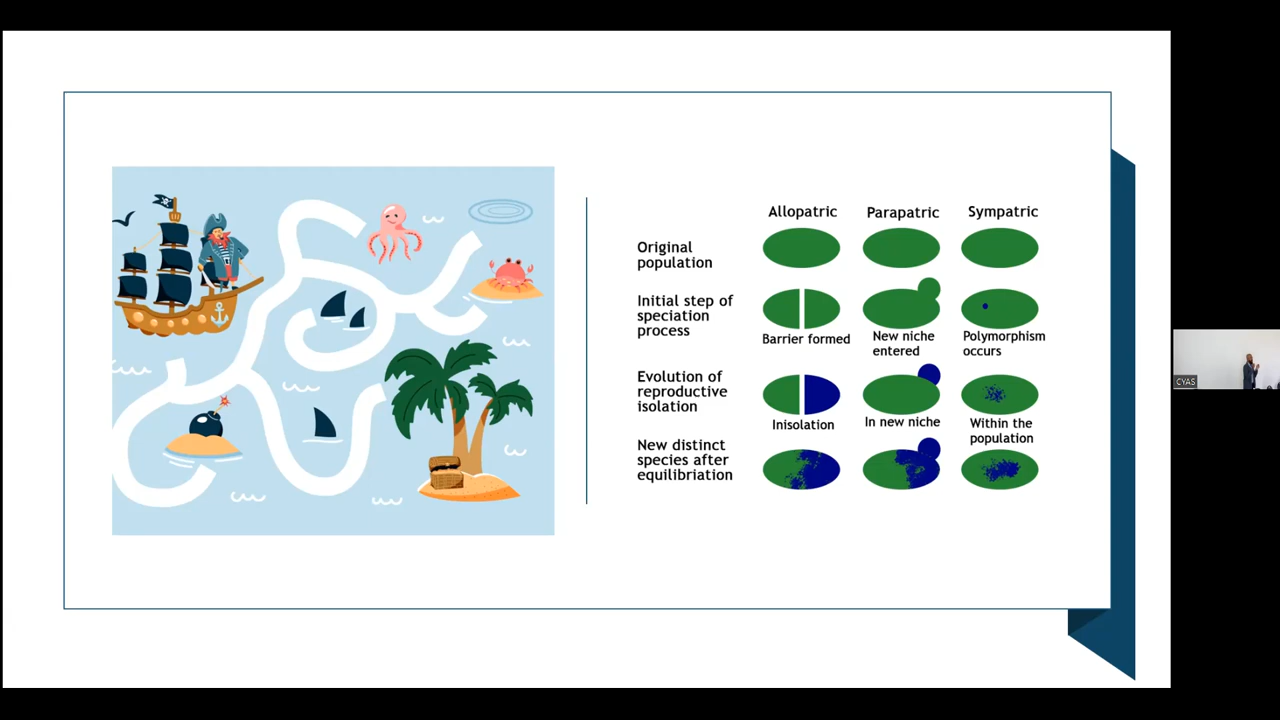 Allopatric Parapatric Sympatric
Original
population
Initial step of
speciation
process
Barrier formed
New niche
entered
Polymorphism
occurs
Evolution of
reproductive
isolation
Inisolation
In new niche
Within the
population
New distinct
species after
equilibriation
CYAS